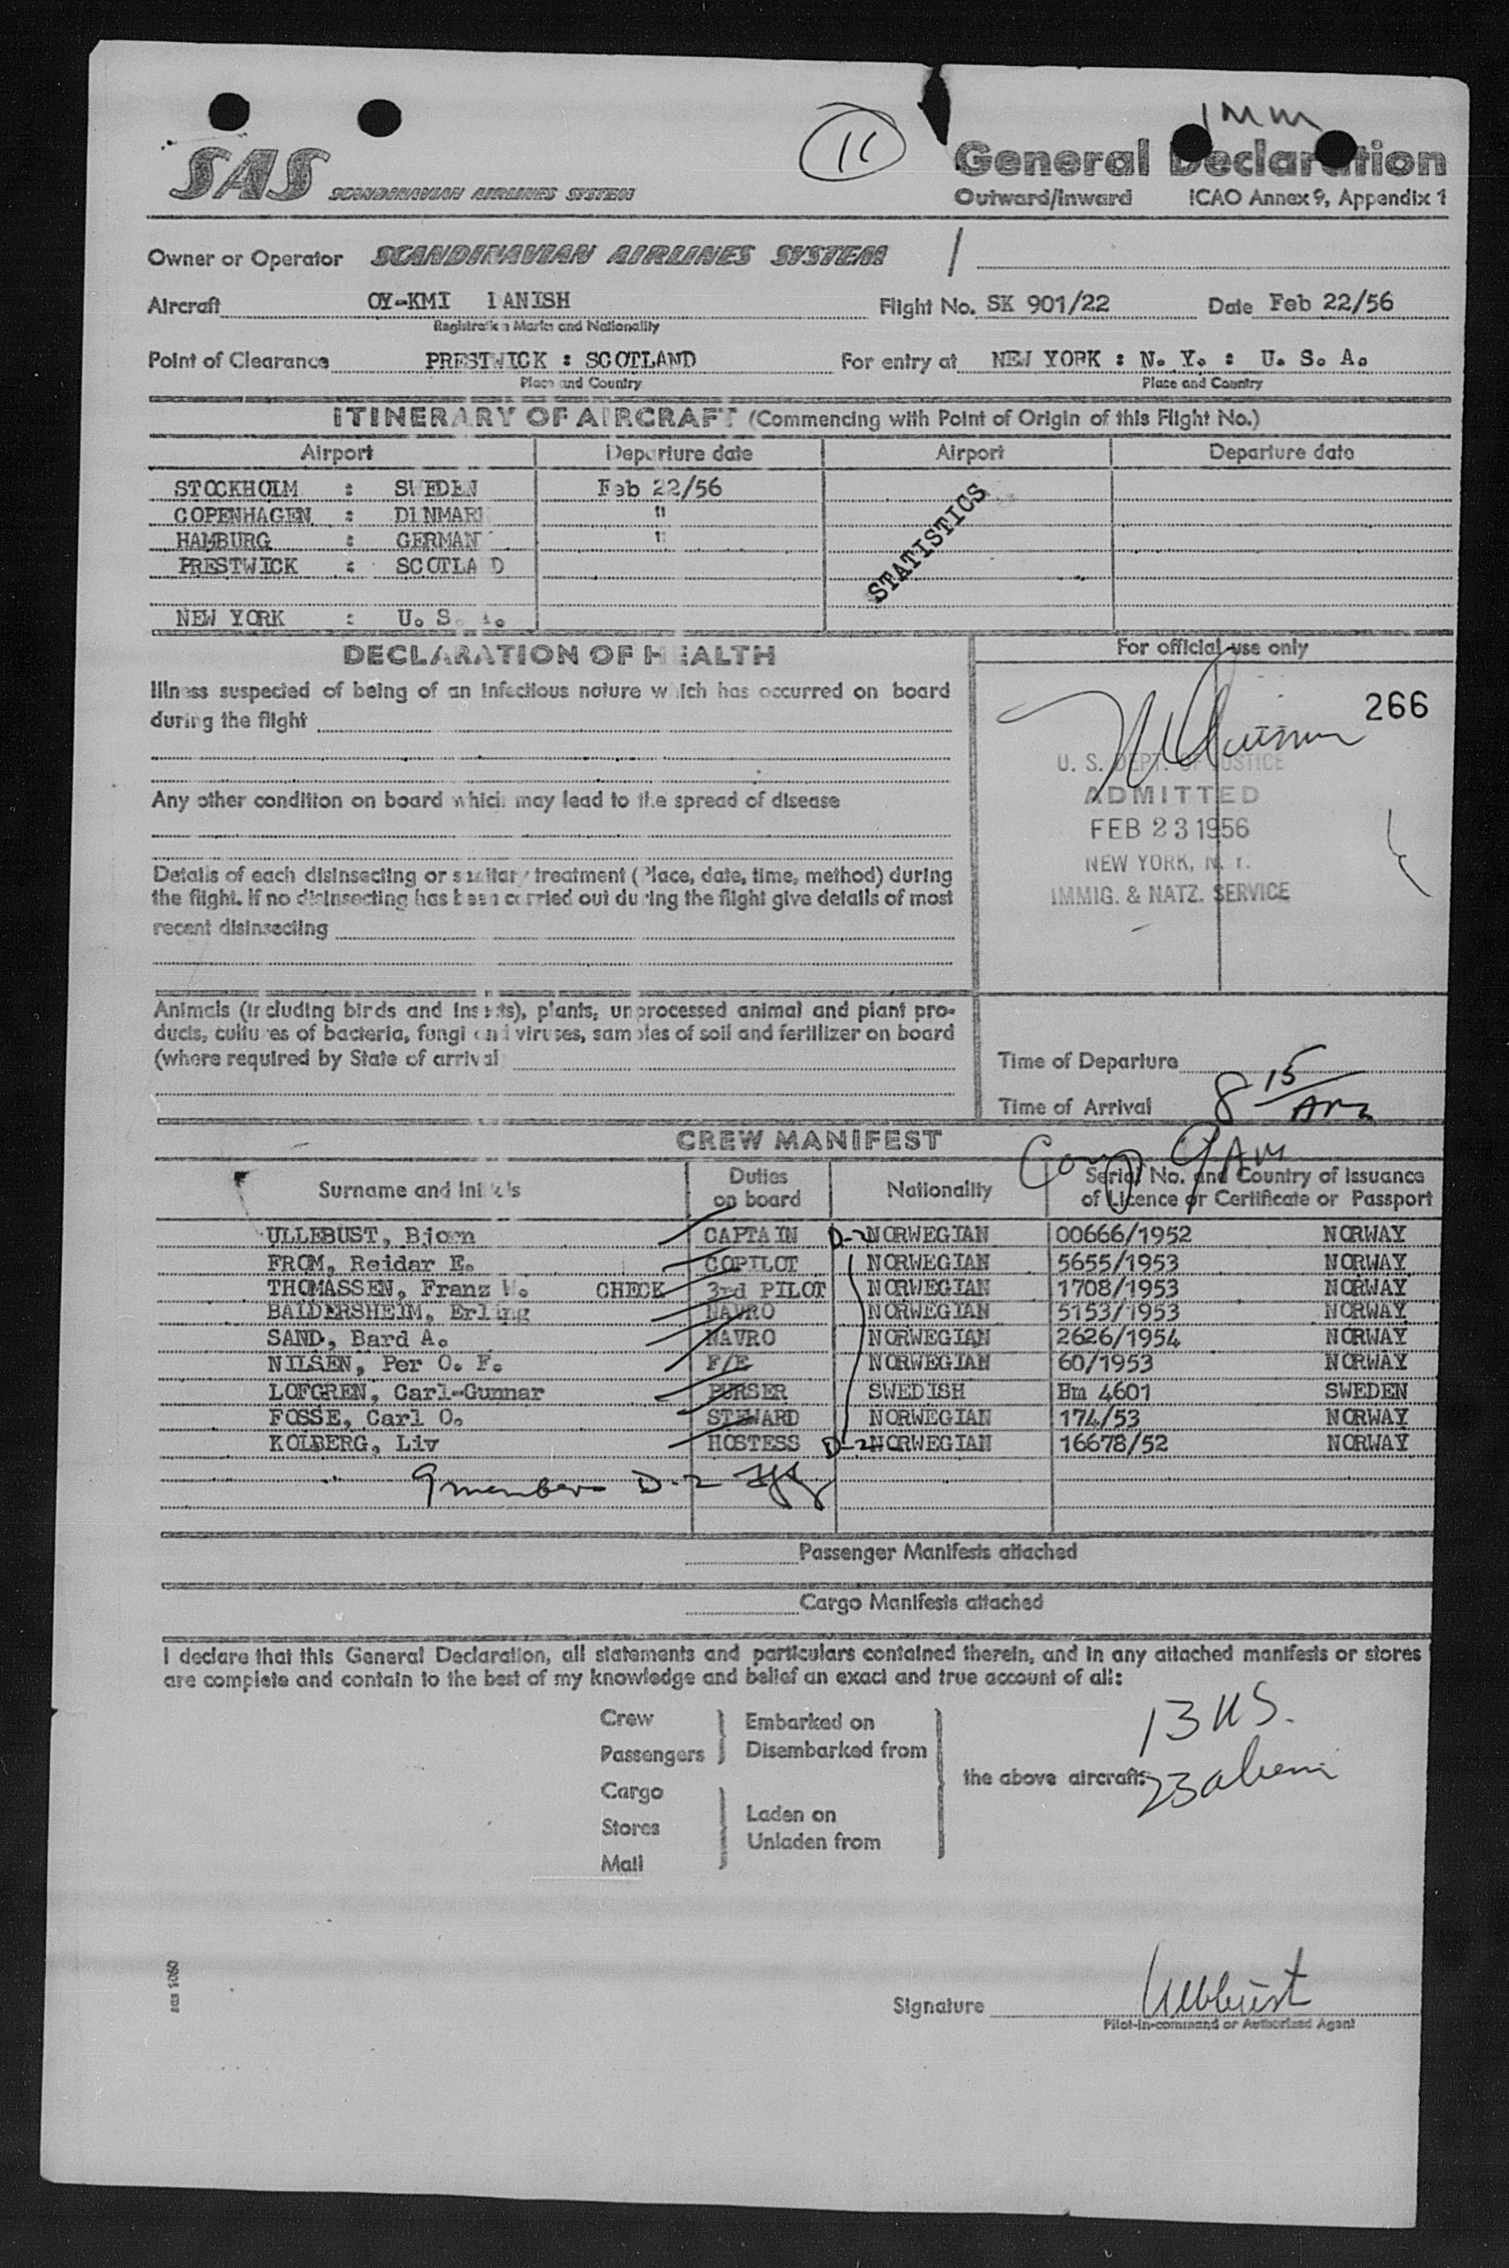 1 mm
11
SAS SCANDINAVIAN AIRLINES SYSTEM
General Declaration
Outward/Inward ICAO Annex 9, Appendix 1
Owner or Operator SCANDINAVIAN AIRLINES SYSTEM
Aircraft OY-KMI DANISH Flight No. SK 901/22 Date Feb 22/56
Registration Marks and Nationality
Point of Clearance PRESTWICK : SCOTLAND For entry at NEW YORK : N. Y. : U. S. A.
Place and Country Place and Country
ITINERARY OF AIRCRAFT (Commencing with Point of Origin of this Flight No.)
Airport Departure date Airport Departure date
STOCKHOLM : SWEDEN Feb 22/56
COPENHAGEN : DENMARK "
HAMBURG : GERMANY "
PRESTWICK : SCOTLAND
NEW YORK : U. S. A.
STATISTICS
DECLARATION OF HEALTH
Illness suspected of being of an infectious nature which has occurred on board
during the flight
Any other condition on board which may lead to the spread of disease
Details of each disinsecting or sanitary treatment (Place, date, time, method) during
the flight. If no disinsecting has been carried out during the flight give details of most
recent disinsecting
For official use only
266
U. S. DEPT. OF JUSTICE
ADMITTED
FEB 23 1956
NEW YORK, N. Y.
IMMIG. & NATZ. SERVICE
Animals (including birds and insects), plants, unprocessed animal and plant pro-
ducts, cultures of bacteria, fungi and viruses, samples of soil and fertilizer on board
(where required by State of arrival)
Time of Departure
Time of Arrival 8 15 AM
CREW MANIFEST
Comp 9 AM
Surname and Initials Duties on board Nationality Serial No. and Country of Issuance of Licence or Certificate or Passport
ULLEBUST, Bjorn CAPTAIN D-2 NORWEGIAN 00666/1952 NORWAY
FROM, Reidar E. COPILOT NORWEGIAN 5655/1953 NORWAY
THOMASSEN, Franz W. CHECK 3rd PILOT NORWEGIAN 1708/1953 NORWAY
BALDERSHEIM, Erling NAVRO NORWEGIAN 5153/1953 NORWAY
SAND, Bard A. NAVRO NORWEGIAN 2626/1954 NORWAY
NILSEN, Per O. F. F/E NORWEGIAN 60/1953 NORWAY
LOFGREN, Carl-Gunnar PURSER SWEDISH Hm 4601 SWEDEN
FOSSE, Carl O. STEWARD NORWEGIAN 174/53 NORWAY
KOLBERG, Liv HOSTESS D-2 NORWEGIAN 16678/52 NORWAY
9 members D-2
Passenger Manifests attached
Cargo Manifests attached
I declare that this General Declaration, all statements and particulars contained therein, and in any attached manifests or stores
are complete and contain to the best of my knowledge and belief an exact and true account of all:
Crew
Passengers
Cargo
Stores
Mail
Embarked on
Disembarked from
Laden on
Unladen from
the above aircraft:
13 US.
23 alien
sas 1060
Signature Ullebust
Pilot-in-command or Authorized Agent